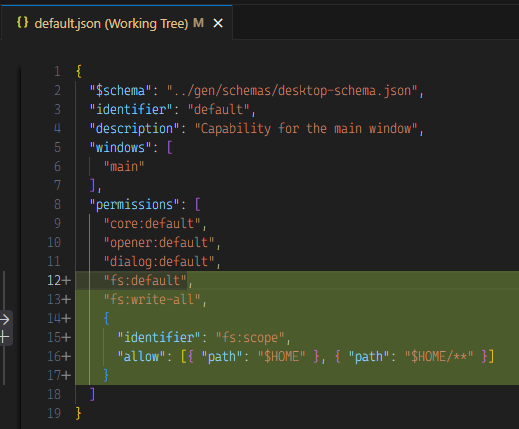 {} default.json (Working Tree) M ×
1 {
2 "$schema": "../gen/schemas/desktop-schema.json",
3 "identifier": "default",
4 "description": "Capability for the main window",
5 "windows": [
6 "main"
7 ],
8 "permissions": [
9 "core:default",
10 "opener:default",
11 "dialog:default",
12+ "fs:default",
13+ "fs:write-all",
14+ {
15+ "identifier": "fs:scope",
16+ "allow": [{ "path": "$HOME" }, { "path": "$HOME/**" }]
17+ }
18 ]
19 }